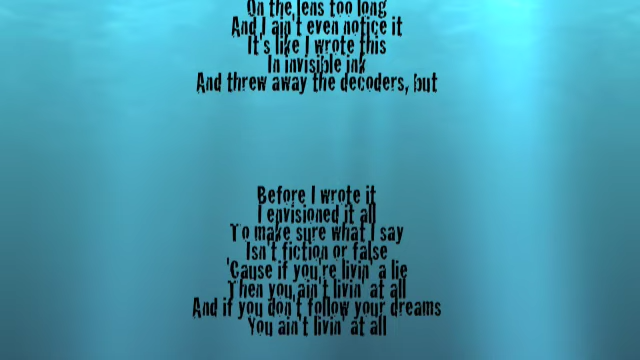 On the lens too long
And I ain't even notice it
It's like I wrote this
In invisible ink
And threw away the decoders, but
Before I wrote it
I envisioned it all
To make sure what I say
Isn't fiction or false
'Cause if you're livin' a lie
Then you ain't livin' at all
And if you don't follow your dreams
You ain't livin' at all